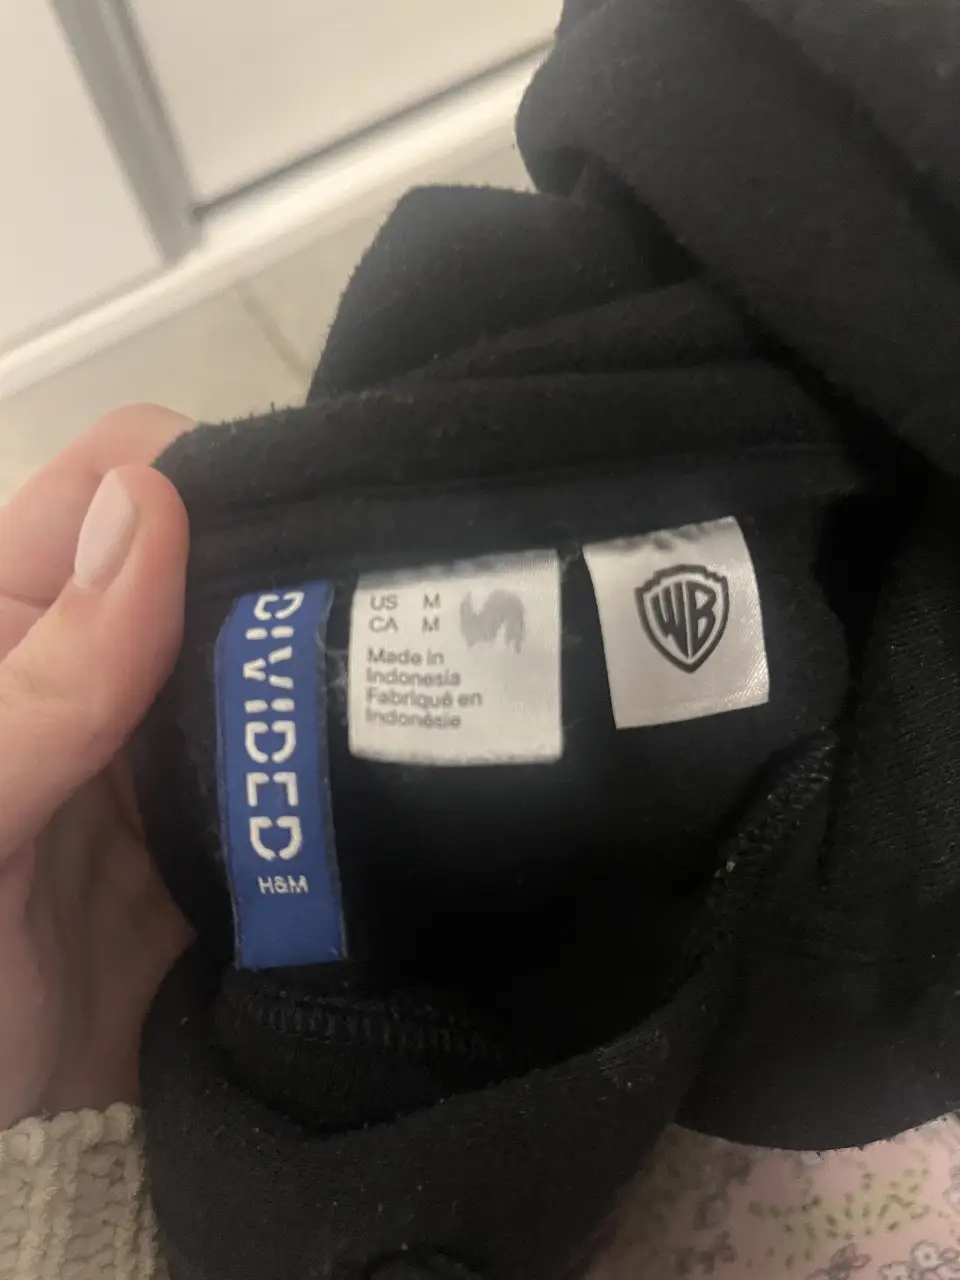 DIVIDED
H&M
US M
CA M
Made in
Indonesia
Fabriqué en
Indonésie
WB